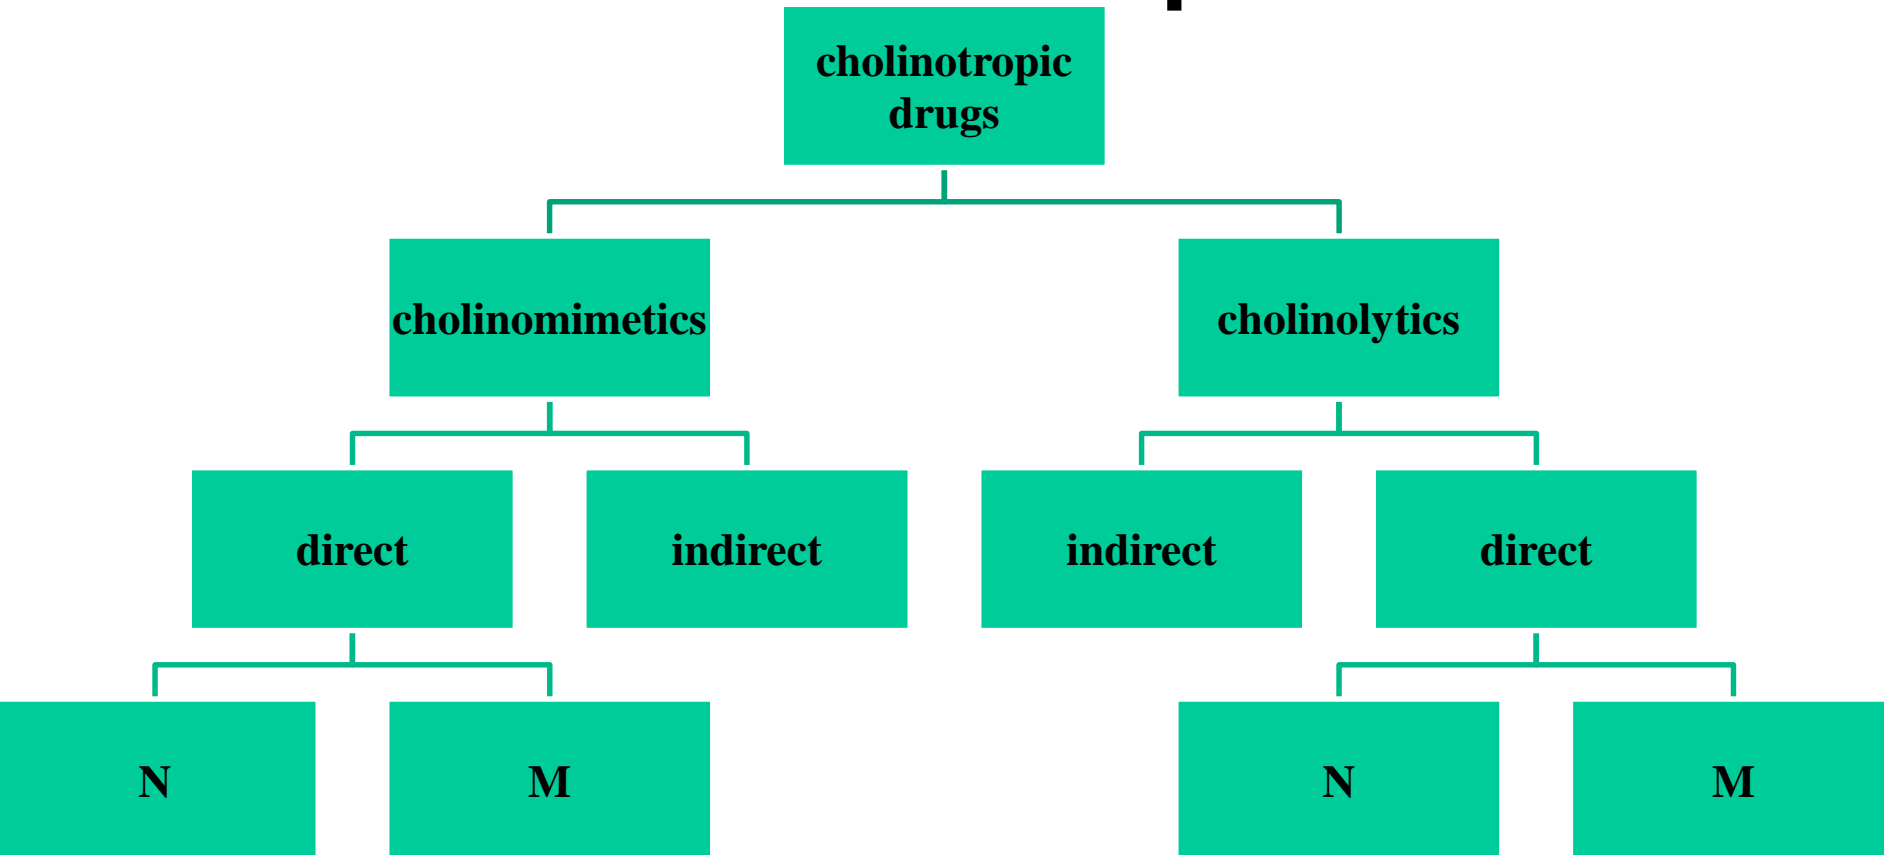 cholinotropic
drugs
cholinomimetics
cholinolytics
direct
indirect
indirect
direct
N
M
N
M